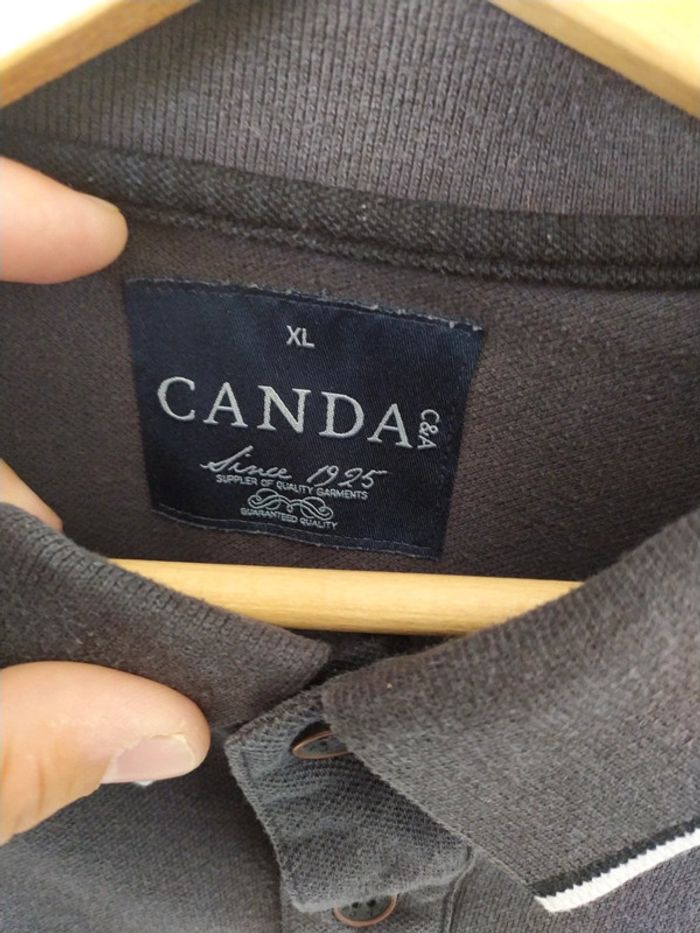 XL
CANDA
C&A
Since 1925
SUPPLIER OF QUALITY GARMENTS
GUARANTEED QUALITY